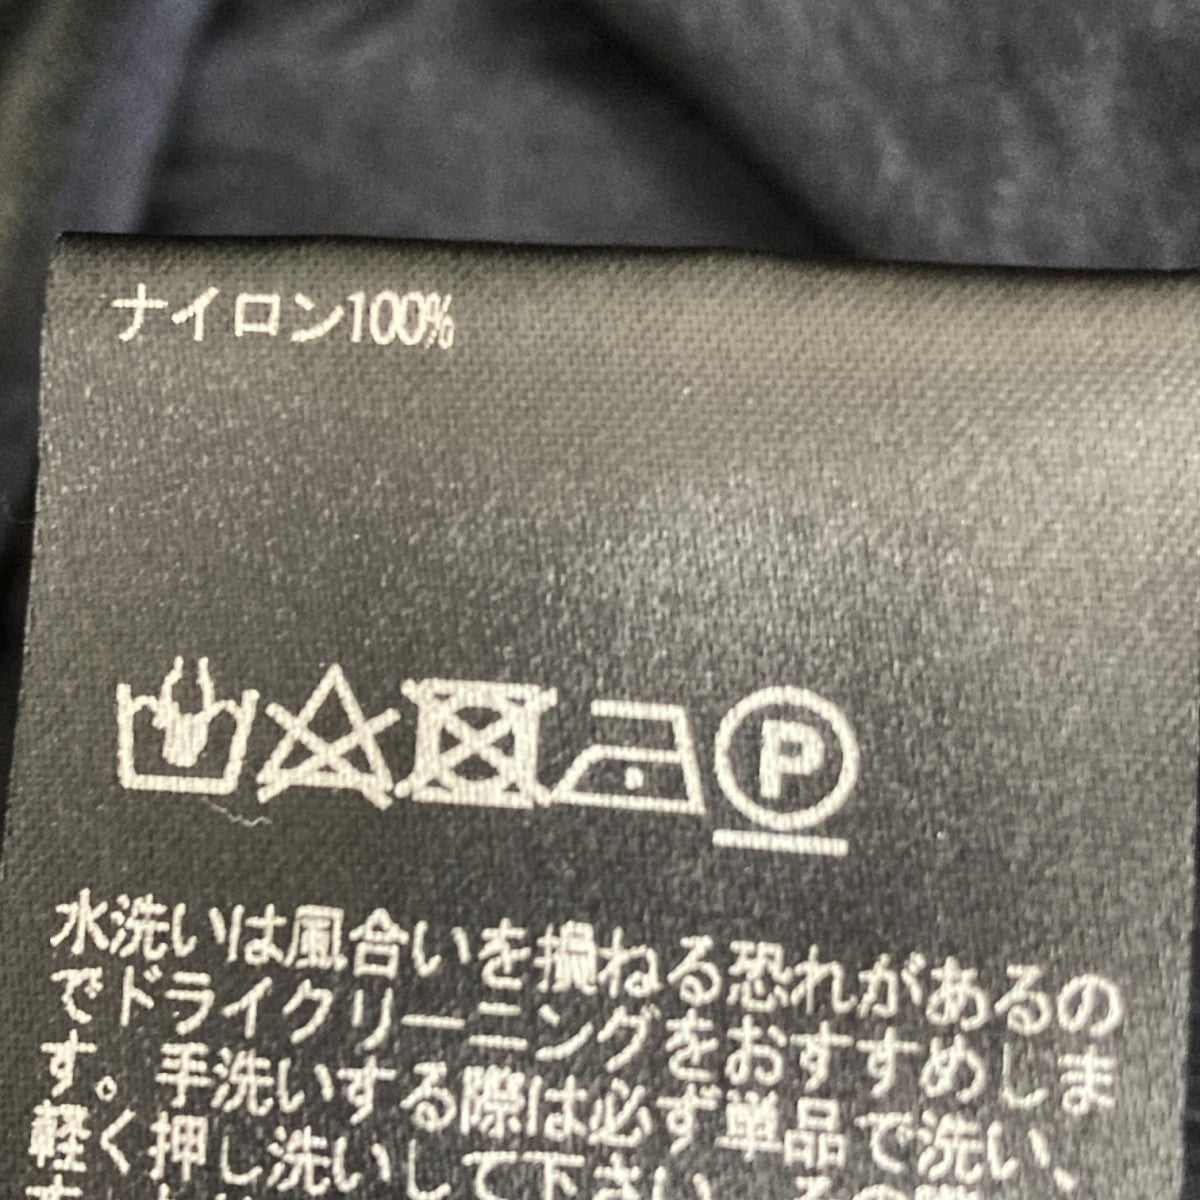 ナイロン100%
P
水洗いは風合いを損ねる恐れがあるの
でドライクリーニングをおすすめしま
す。手洗いする際は必ず単品で洗い、
軽く押し洗いして下さい。